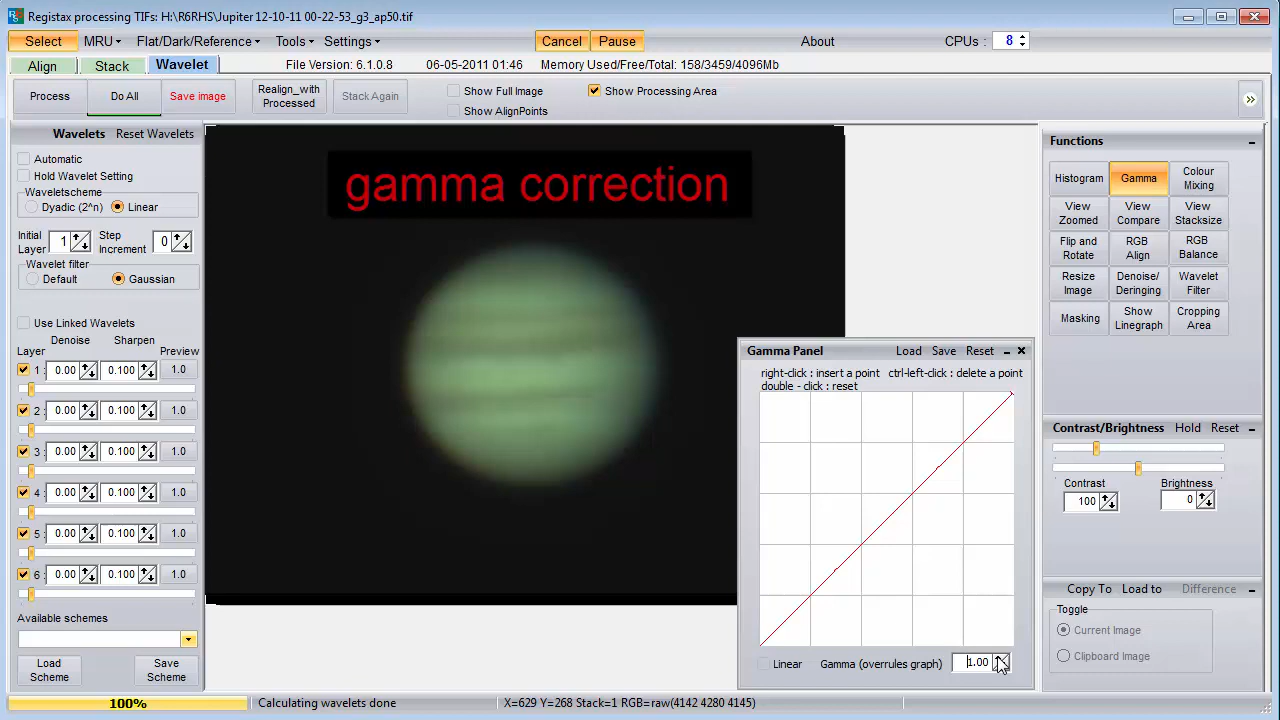 Registax processing TIFs: H:\0\RHS\Jupiter 12 9 11 00-22-53_g5_ap50.tif
Select MRU Flat/Dark/Reference Tools Settings Cancel Pause About CPUs: 8
Align Stack Wavelet File Version: 6.1.0.8 06-05-2011 01:46 Memory Used/Free/Total: 158/3459/4096Mb
Process Do All Save image Realign_with Processed Stack Again
Show Full Image Show Processing Area
Show AlignPoints
Wavelets Reset Wavelets
Automatic
Hold Wavelet Setting
Waveletscheme
Dyadic (2^n) Linear
Initial Layer 1 Step Increment 0
Wavelet filter
Default Gaussian
Use Linked Wavelets
Denoise Sharpen
Layer Preview
1 0.00 0.100 1.0
2 0.00 0.100 1.0
3 0.00 0.100 1.0
4 0.00 0.100 1.0
5 0.00 0.100 1.0
6 0.00 0.100 1.0
Available schemes
Load Scheme Save Scheme
gamma correction
Gamma Panel Load Save Reset
right-click : insert a point ctrl-left-click : delete a point
double - click : reset
Linear Gamma (overrules graph) 1.00
Functions
Histogram Gamma Colour Mixing
View Zoomed View Compare View Stacksize
Flip and Rotate RGB Align RGB Balance
Resize Image Denoise/ Deringing Wavelet Filter
Masking Show Linegraph Cropping Area
Contrast/Brightness Hold Reset
Contrast Brightness
100 0
Copy To Load to Difference
Toggle
Current Image
Clipboard Image
100% Calculating wavelets done X=629 Y=268 Stack=1 RGB=raw(4142 4280 4145)